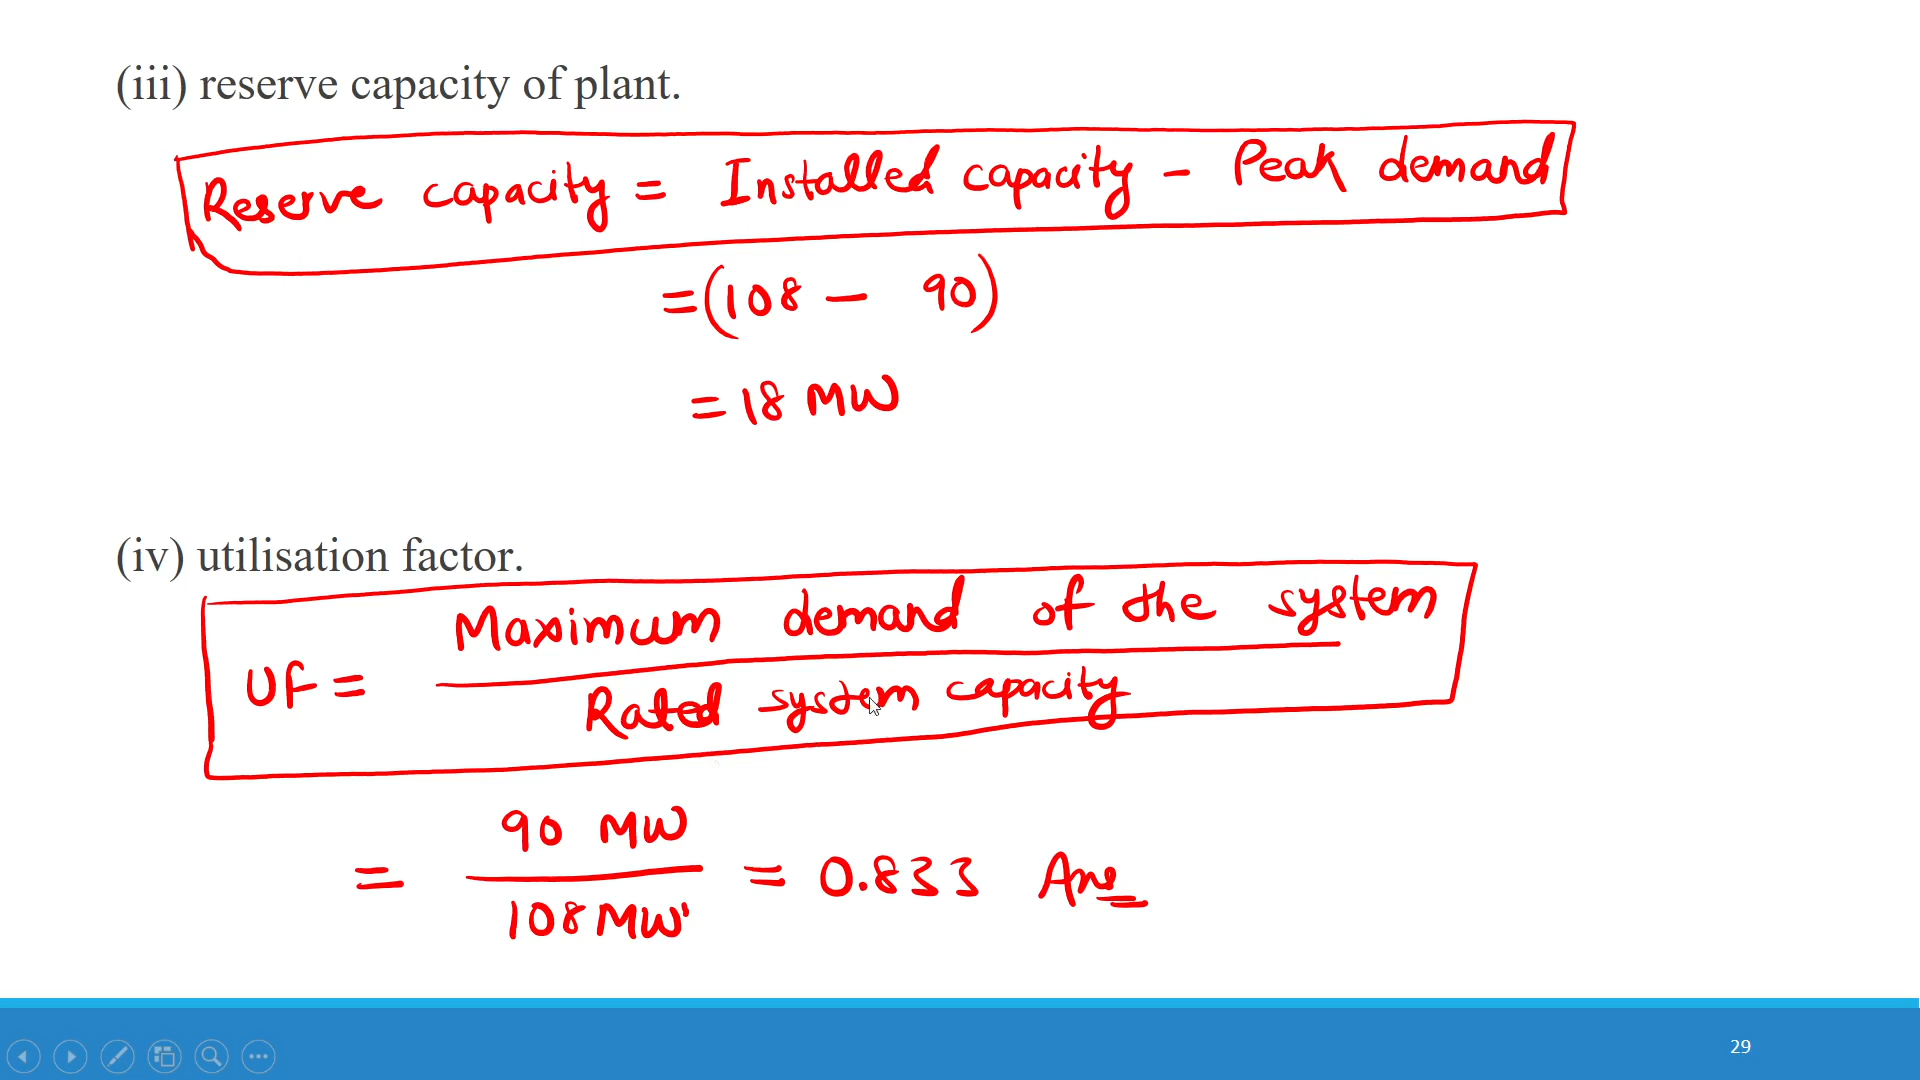 (iii) reserve capacity of plant.
Reserve capacity = Installed capacity - Peak demand
= (108 - 90)
= 18 MW
(iv) utilisation factor.
Maximum demand of the system
UF =
Rated system capacity
90 MW
= = 0.833 Ans
108 MW
29